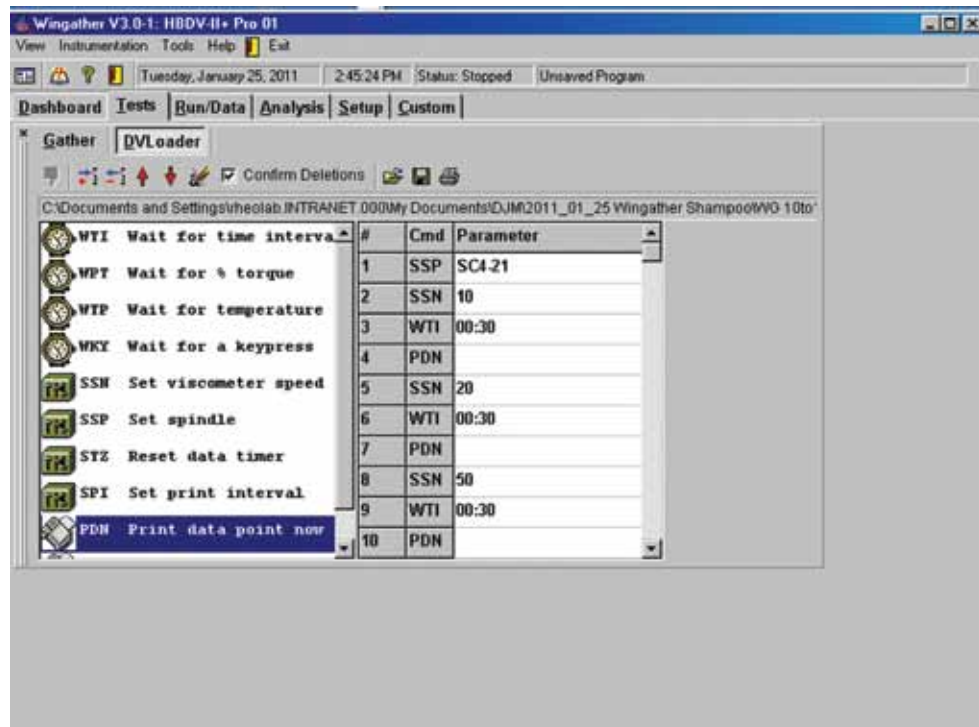 Wingather V3.0-1: HBDV-II+ Pro 01
View Instrumentation Tools Help Exit
Tuesday, January 25, 2011 2:45:24 PM Status: Stopped Unsaved Program
Dashboard Tests Run/Data Analysis Setup Custom
Gather DVLoader
Confirm Deletions
C:\Documents and Settings\rheolab.INTRANET.000\My Documents\DJM\2011_01_25 Wingather Shampoo\WG 10to
WTI Wait for time interva
WPT Wait for % torque
WTP Wait for temperature
WKY Wait for a keypress
SSN Set viscometer speed
SSP Set spindle
STZ Reset data timer
SPI Set print interval
PDN Print data point now
# Cmd Parameter
1 SSP SC4-21
2 SSN 10
3 WTI 00:30
4 PDN
5 SSN 20
6 WTI 00:30
7 PDN
8 SSN 50
9 WTI 00:30
10 PDN